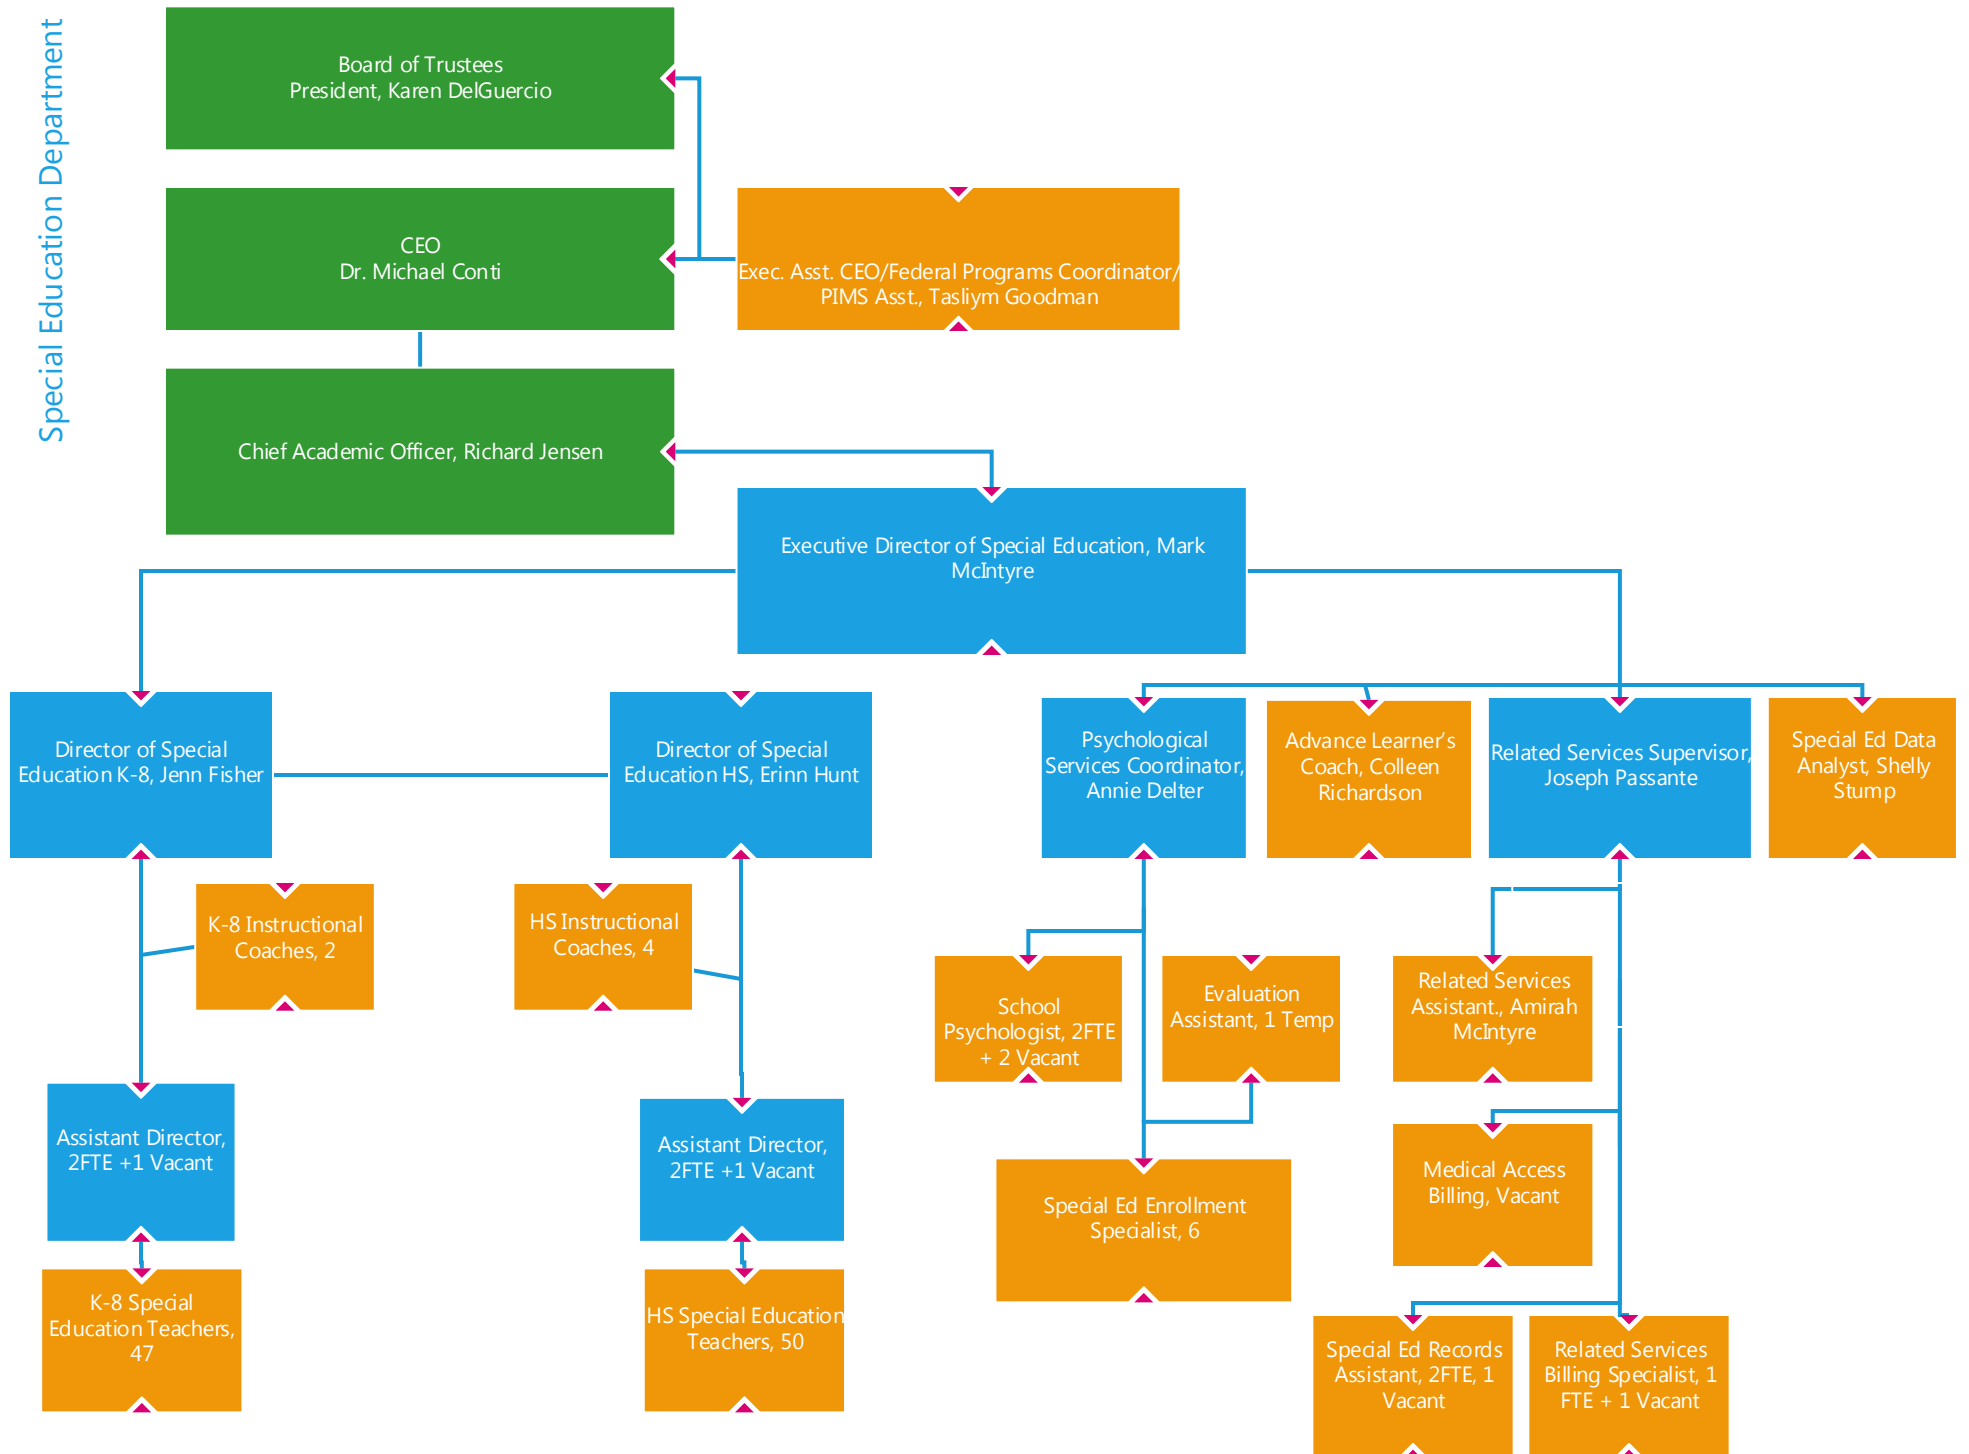 Special Education Department
Board of Trustees
President, Karen DelGuercio
CEO
Dr. Michael Conti
Exec. Asst. CEO/Federal Programs Coordinator/
PIMS Asst., Tasliym Goodman
Chief Academic Officer, Richard Jensen
Executive Director of Special Education, Mark
McIntyre
Director of Special
Education K-8, Jenn Fisher
Director of Special
Education HS, Erinn Hunt
Psychological
Services Coordinator,
Annie Delter
Advance Learner’s
Coach, Colleen
Richardson
Related Services Supervisor,
Joseph Passante
Special Ed Data
Analyst, Shelly
Stump
K-8 Instructional
Coaches, 2
HS Instructional
Coaches, 4
School
Psychologist, 2FTE
+ 2 Vacant
Evaluation
Assistant, 1 Temp
Related Services
Assistant., Amirah
McIntyre
Assistant Director,
2FTE +1 Vacant
Assistant Director,
2FTE +1 Vacant
Special Ed Enrollment
Specialist, 6
Medical Access
Billing, Vacant
K-8 Special
Education Teachers,
47
HS Special Education
Teachers, 50
Special Ed Records
Assistant, 2FTE, 1
Vacant
Related Services
Billing Specialist, 1
FTE + 1 Vacant